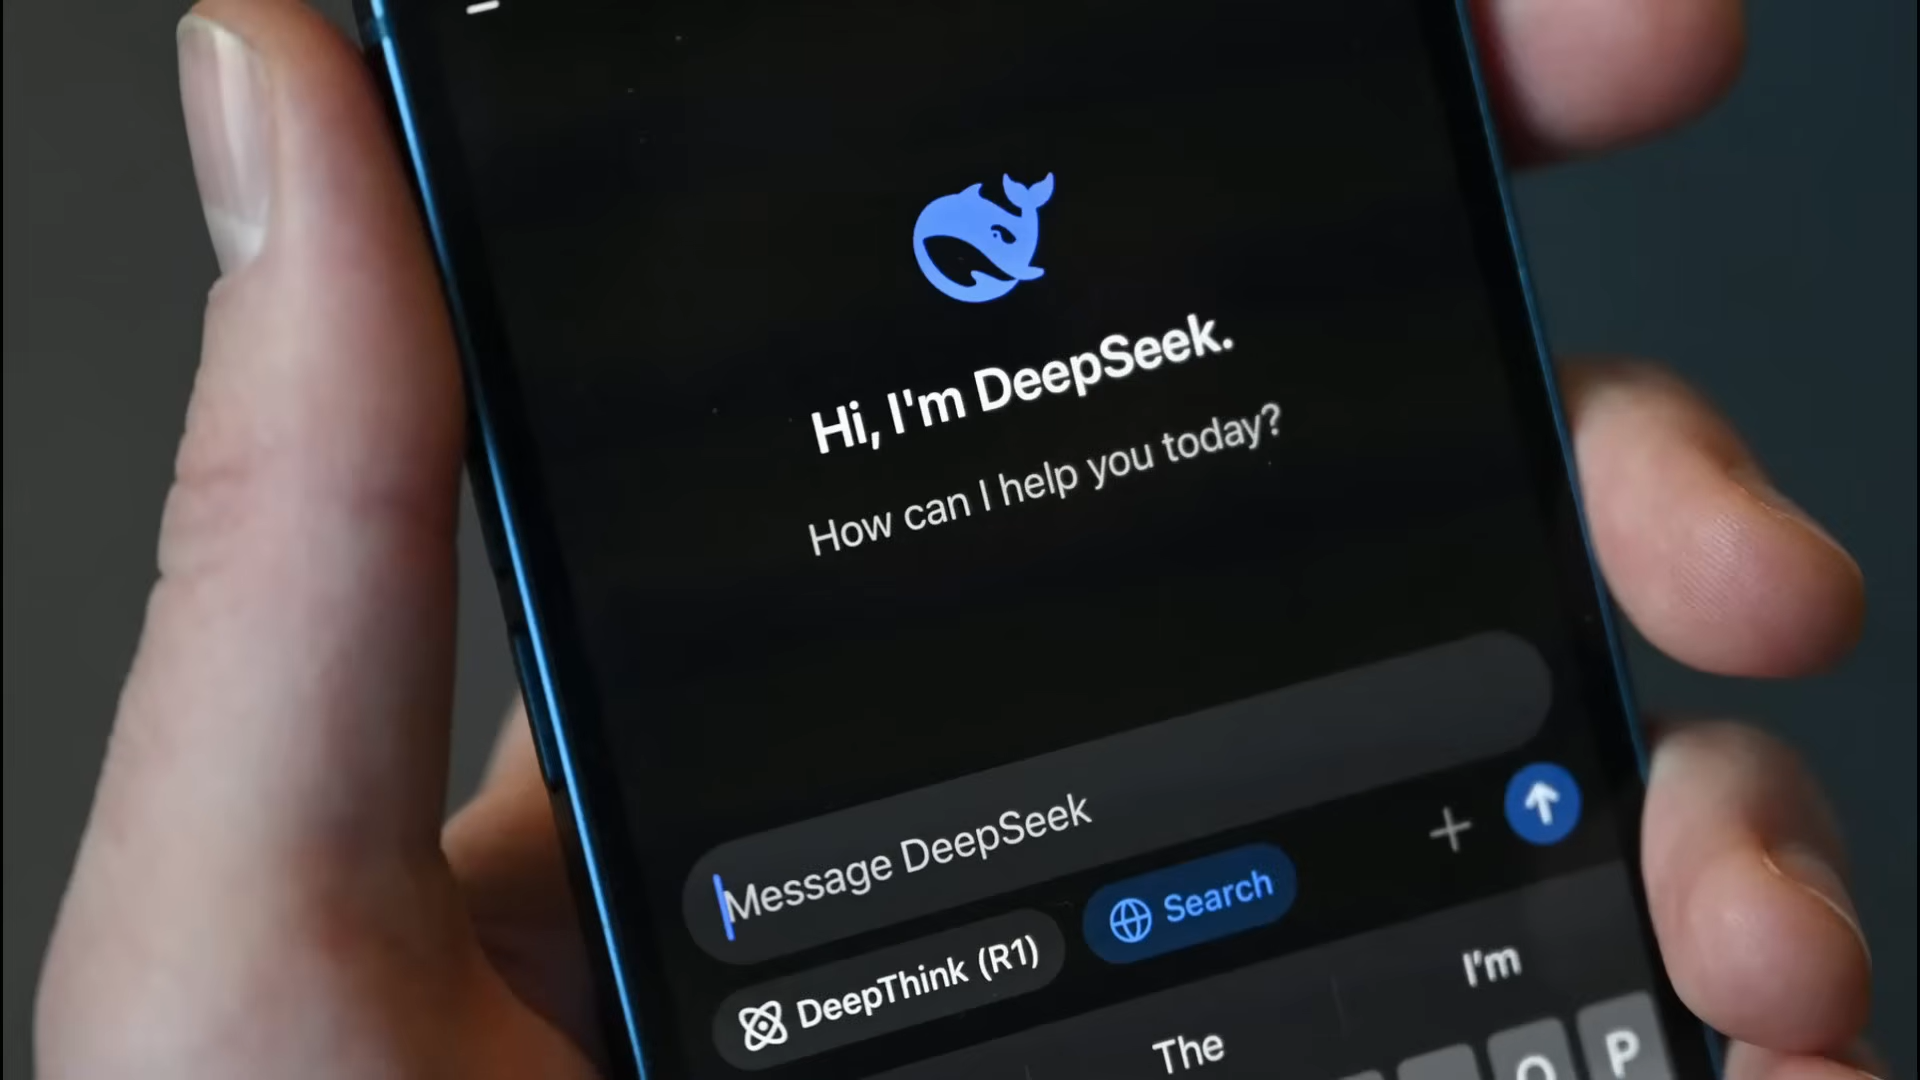 Hi, I'm DeepSeek.
How can I help you today?
Message DeepSeek
DeepThink (R1)
Search
The
I'm
O
P